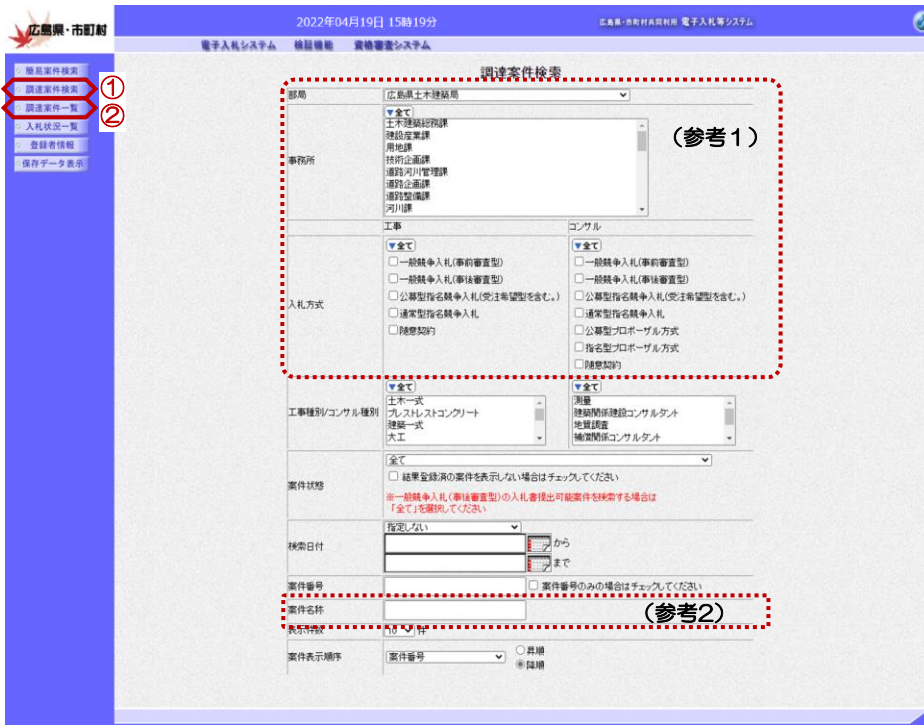 広島県・市町村
2022年04月19日 15時19分
広島県・市町村共同利用 電子入札等システム
電子入札システム 検証機能 資格審査システム
簡易案件検索
調達案件検索 ①
調達案件一覧 ②
入札状況一覧
登録者情報
保存データ表示
調達案件検索
部局 広島県土木建築局
事務所
▼全て
土木建築総務課
建設産業課
用地課
技術企画課
道路河川管理課
道路企画課
道路整備課
河川課
(参考1)
入札方式
工事 コンサル
▼全て ▼全て
一般競争入札(事前審査型) 一般競争入札(事前審査型)
一般競争入札(事後審査型) 一般競争入札(事後審査型)
公募型指名競争入札(受注希望型を含む。) 公募型指名競争入札(受注希望型を含む。)
通常型指名競争入札 通常型指名競争入札
随意契約 公募型プロポーザル方式
指名型プロポーザル方式
随意契約
工事種別/コンサル種別
▼全て ▼全て
土木一式 測量
プレストレストコンクリート 建築関係建設コンサルタント
建築一式 地質調査
大工 補償関係コンサルタント
案件状態
全て
結果登録済の案件を表示しない場合はチェックしてください
※一般競争入札(事後審査型)の入札書提出可能案件を検索する場合は
「全て」を選択してください
検索日付
指定しない
から
まで
案件番号 案件番号のみの場合はチェックしてください
案件名称 (参考2)
表示件数 10 件
案件表示順序 案件番号
昇順
降順